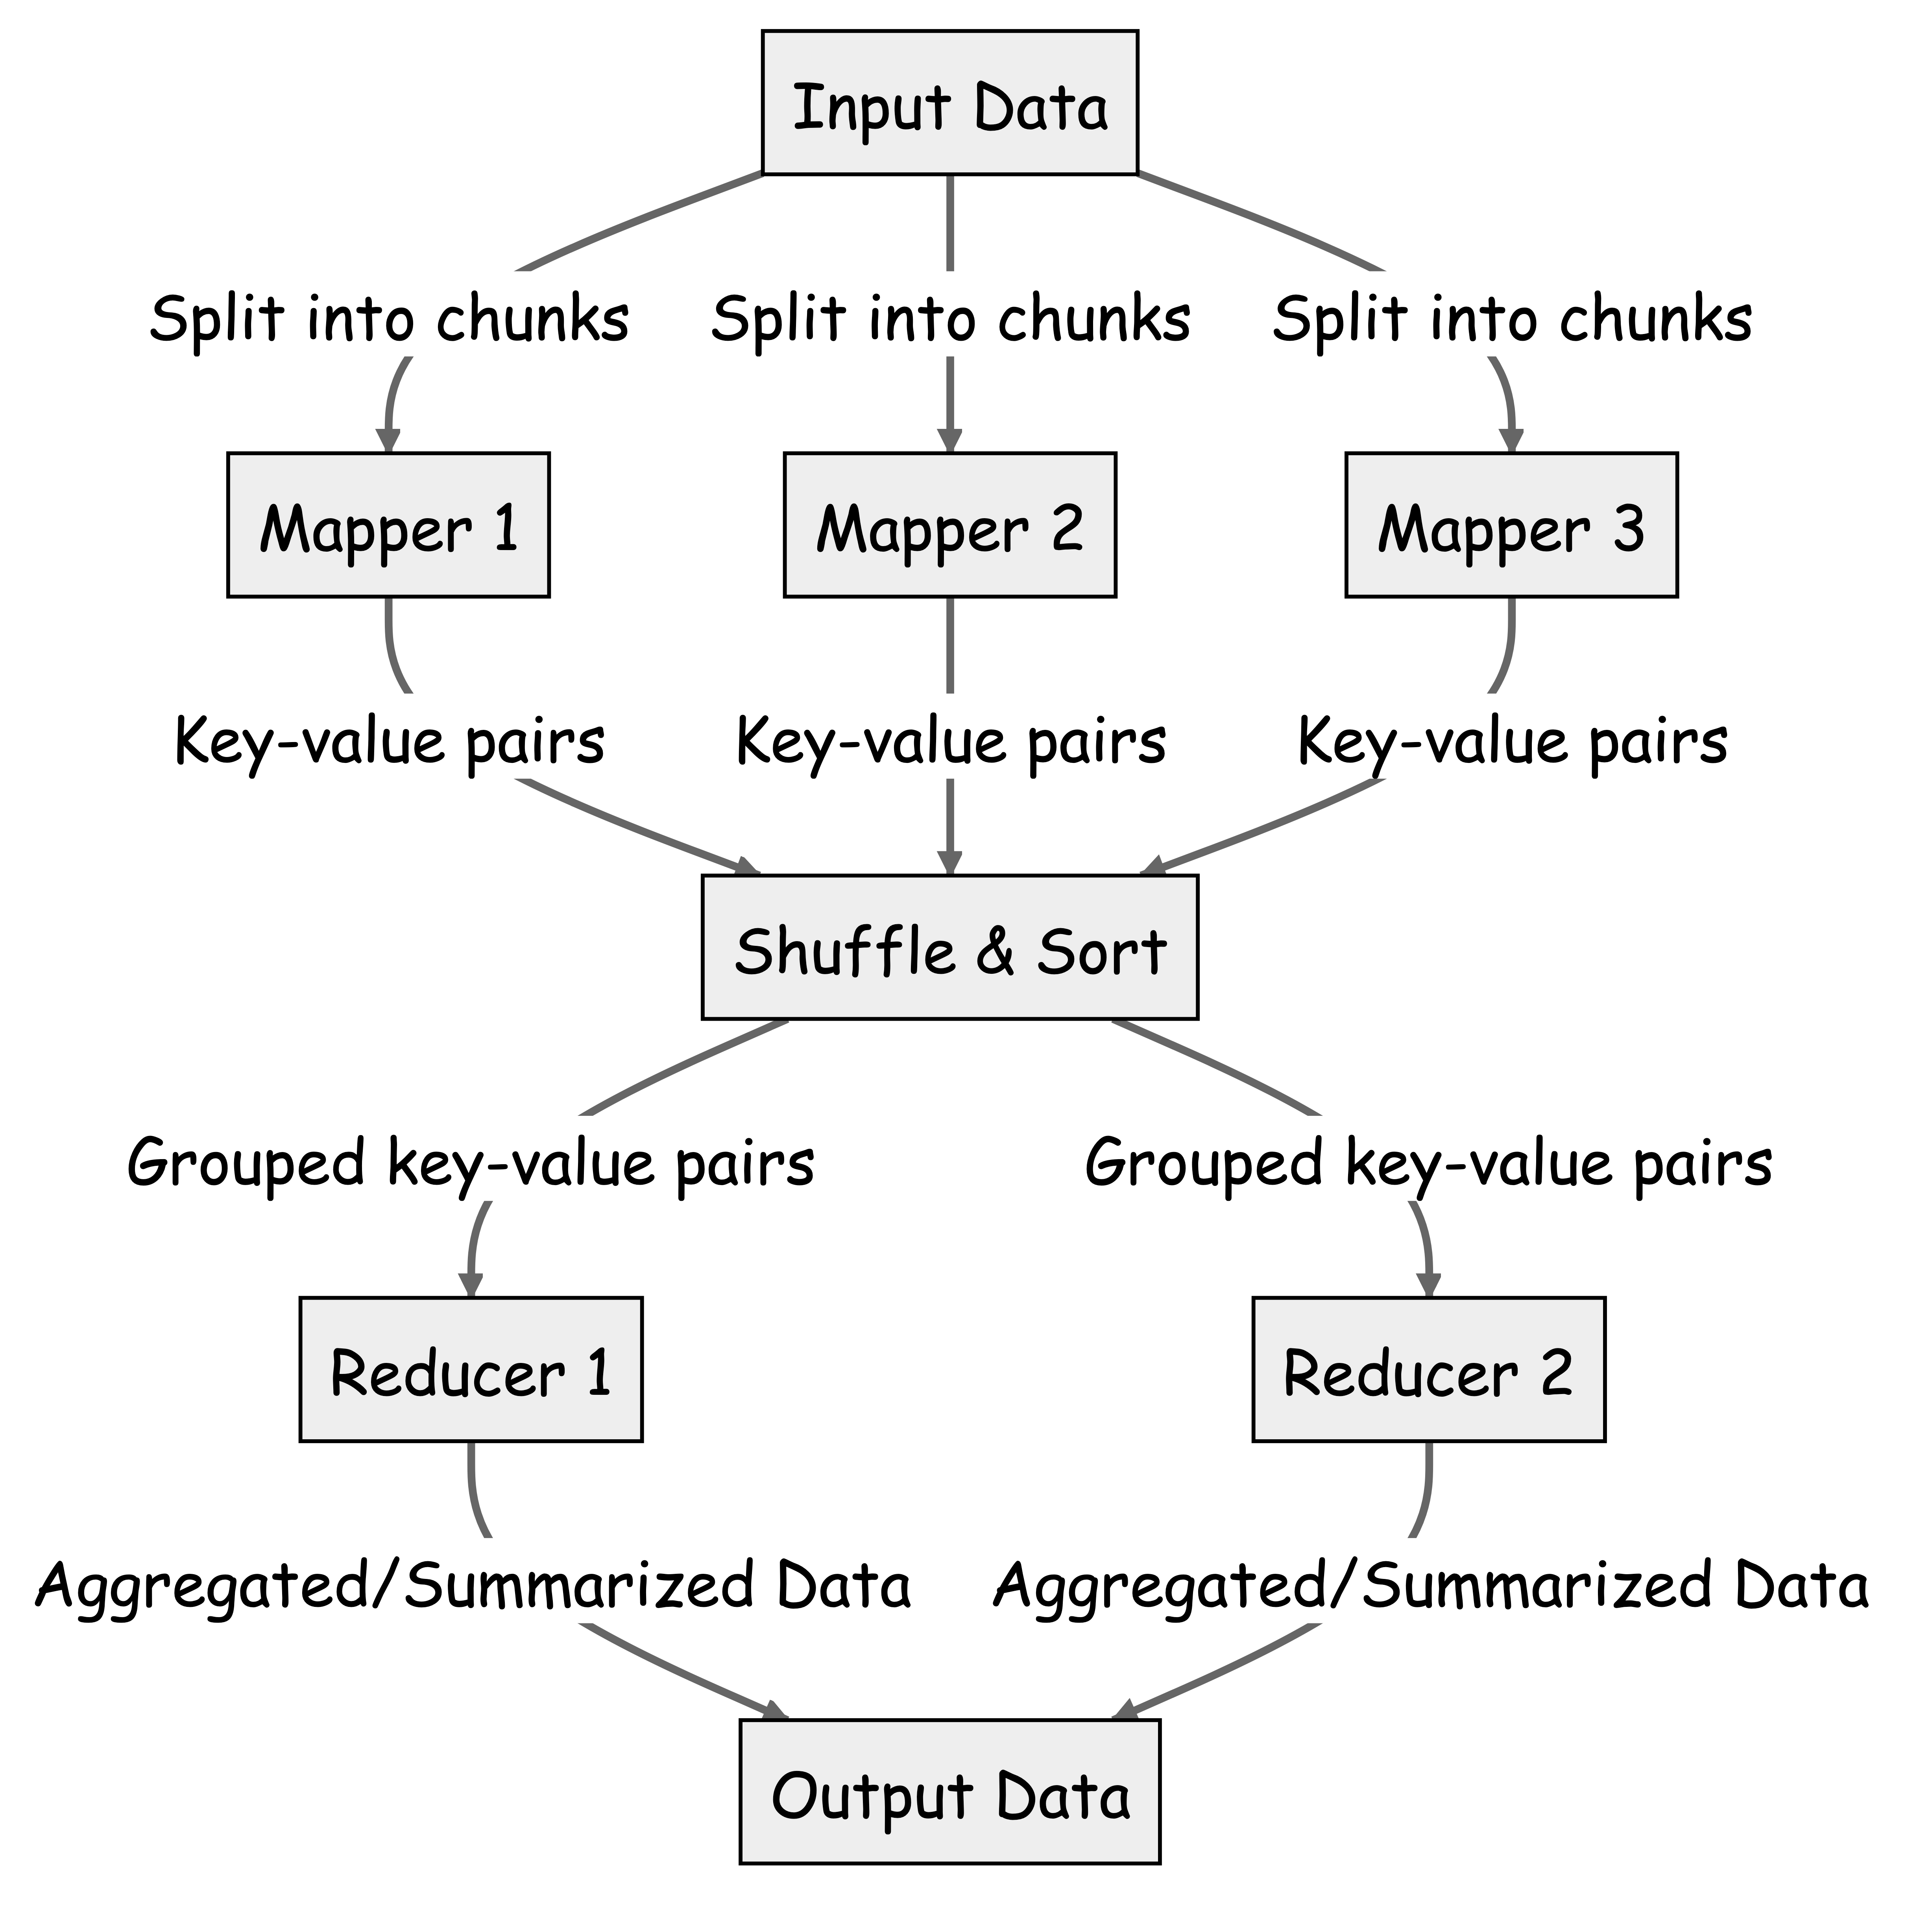 Input Data
Split into chunks
Split into chunks
Split into chunks
Mapper 1
Mapper 2
Mapper 3
Key-value pairs
Key-value pairs
Key-value pairs
Shuffle & Sort
Grouped key-value pairs
Grouped key-value pairs
Reducer 1
Reducer 2
Aggregated/Summarized Data
Aggregated/Summarized Data
Output Data